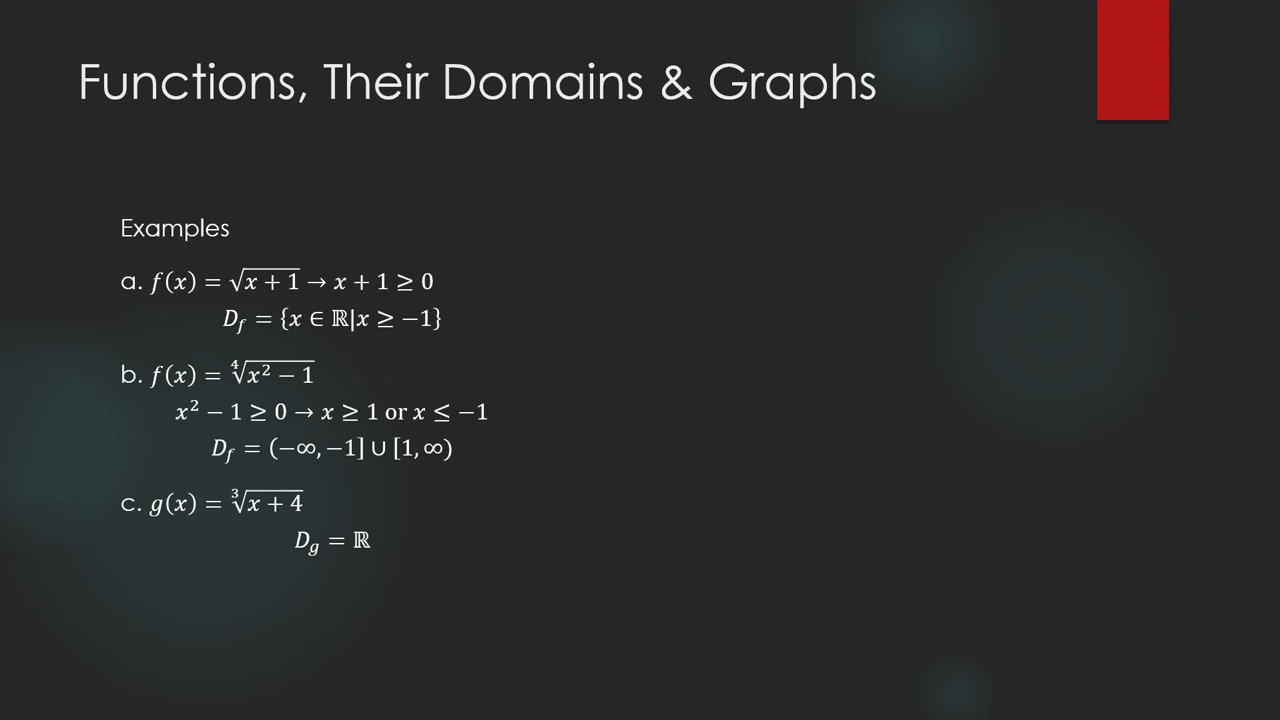 Functions, Their Domains & Graphs
Examples
a. f(x) = √(x + 1) → x + 1 ≥ 0
D_f = {x ∈ ℝ|x ≥ −1}
b. f(x) = ∜(x² − 1)
x² − 1 ≥ 0 → x ≥ 1 or x ≤ −1
D_f = (−∞, −1] ∪ [1, ∞)
c. g(x) = ∛(x + 4)
D_g = ℝ